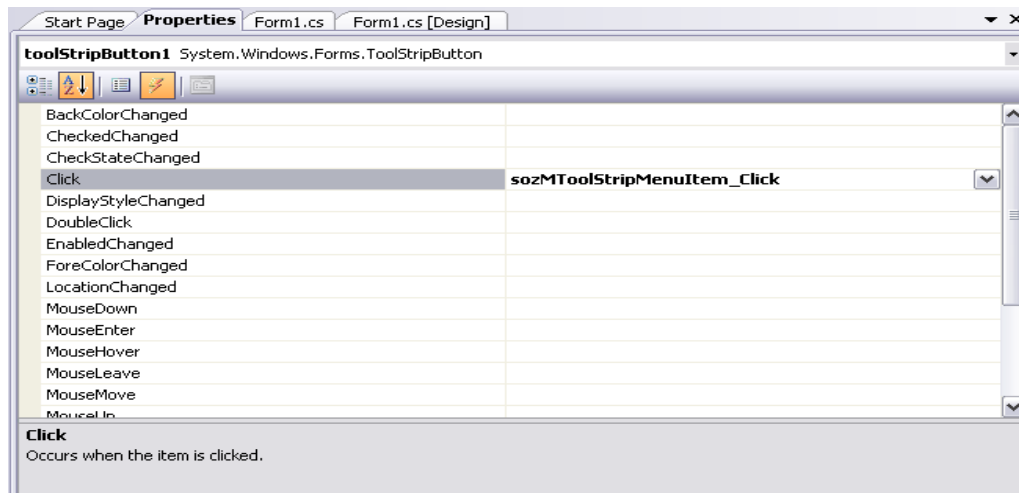 Start Page Properties Form1.cs Form1.cs [Design]
toolStripButton1 System.Windows.Forms.ToolStripButton
BackColorChanged
CheckedChanged
CheckStateChanged
Click sozMToolStripMenuItem_Click
DisplayStyleChanged
DoubleClick
EnabledChanged
ForeColorChanged
LocationChanged
MouseDown
MouseEnter
MouseHover
MouseLeave
MouseMove
MouseUp
Click
Occurs when the item is clicked.